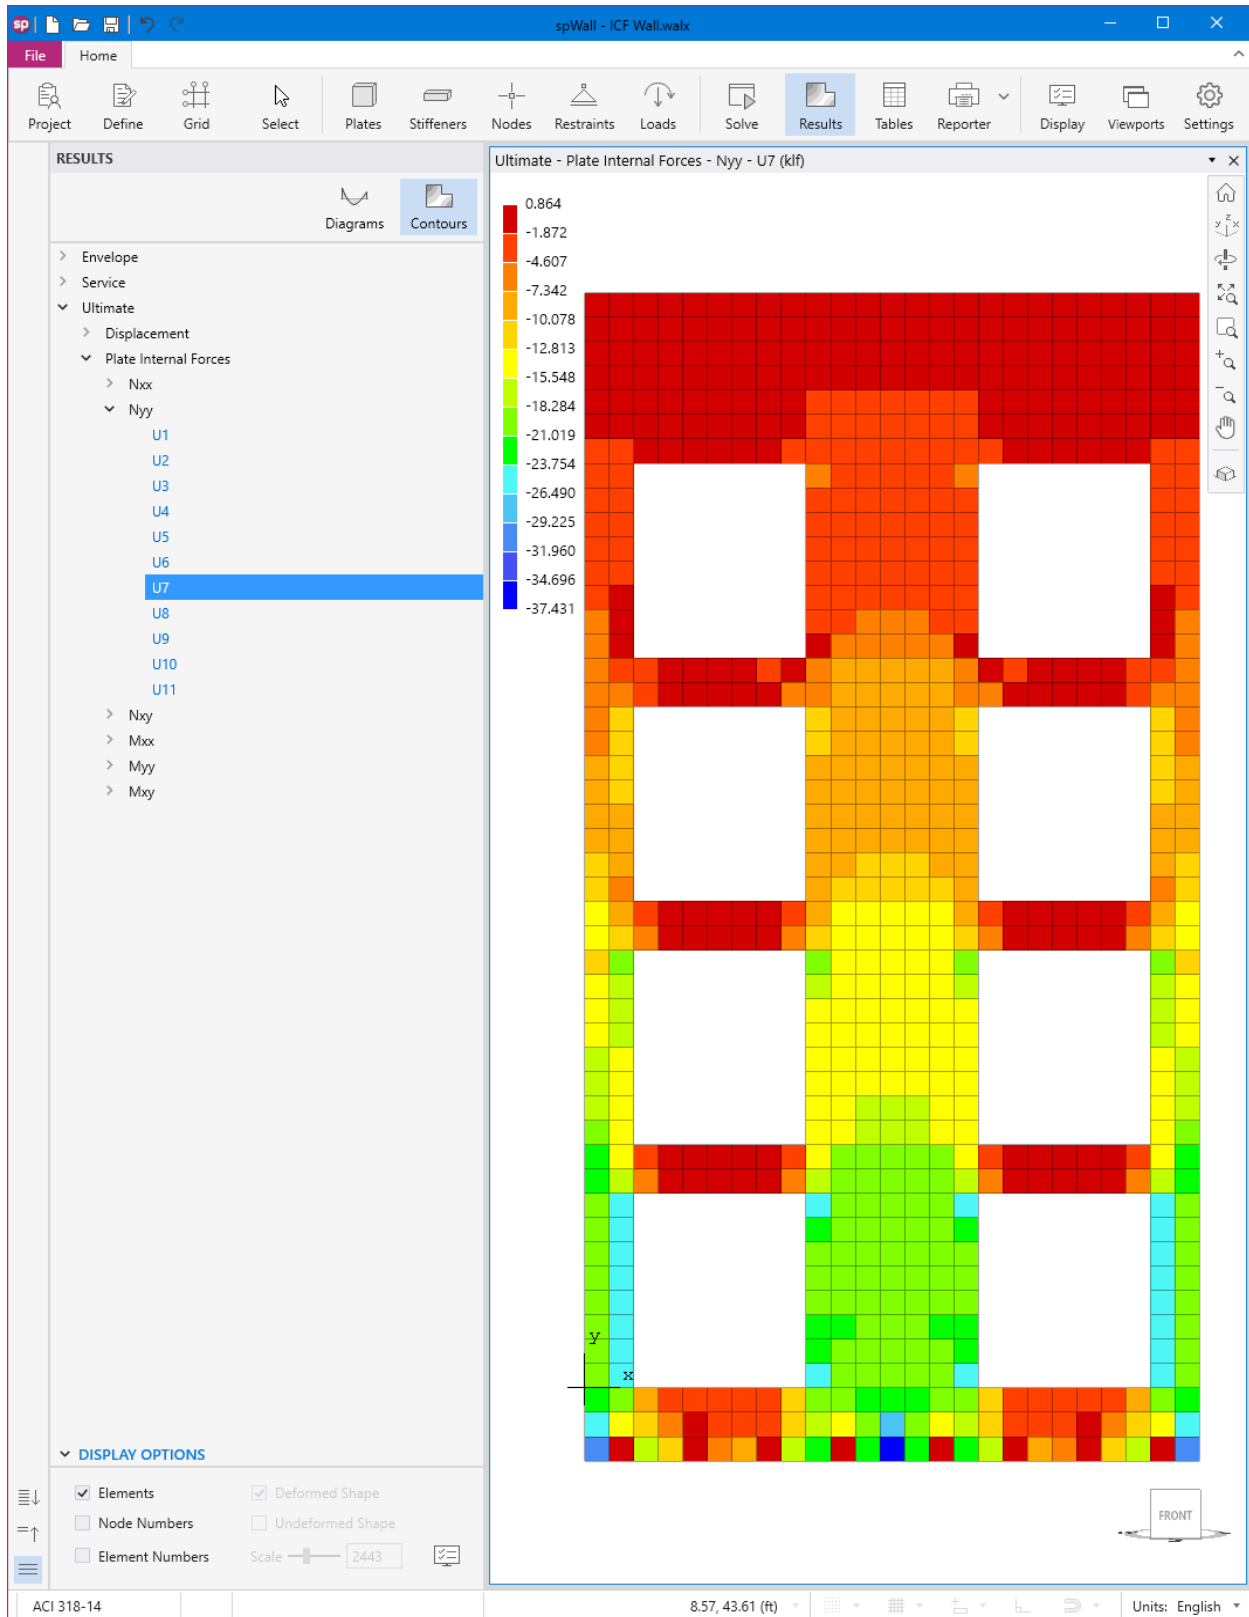 sp
spWall - ICF Wall.walx
File Home
Project Define Grid Select Plates Stiffeners Nodes Restraints Loads Solve Results Tables Reporter Display Viewports Settings
RESULTS
Diagrams Contours
Envelope
Service
Ultimate
Displacement
Plate Internal Forces
Nxx
Nyy
U1
U2
U3
U4
U5
U6
U7
U8
U9
U10
U11
Nxy
Mxx
Myy
Mxy
DISPLAY OPTIONS
Elements Deformed Shape
Node Numbers Undeformed Shape
Element Numbers Scale 2443
Ultimate - Plate Internal Forces - Nyy - U7 (klf)
0.864
-1.872
-4.607
-7.342
-10.078
-12.813
-15.548
-18.284
-21.019
-23.754
-26.490
-29.225
-31.960
-34.696
-37.431
y z x
y
x
FRONT
ACI 318-14 8.57, 43.61 (ft) Units: English